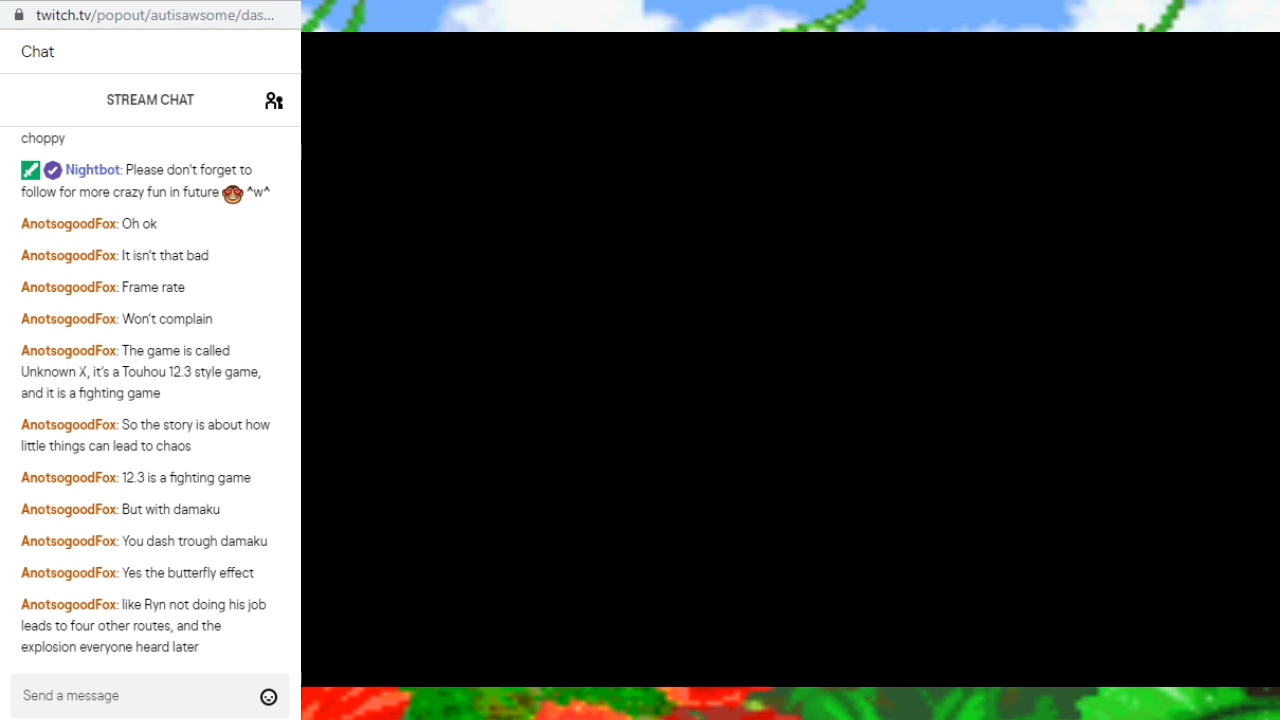 twitch.tv/popout/autisawsome/das...
Chat
STREAM CHAT
choppy
Nightbot: Please don't forget to
follow for more crazy fun in future ^w^
AnotsogoodFox: Oh ok
AnotsogoodFox: It isn't that bad
AnotsogoodFox: Frame rate
AnotsogoodFox: Won't complain
AnotsogoodFox: The game is called
Unknown X, it's a Touhou 12.3 style game,
and it is a fighting game
AnotsogoodFox: So the story is about how
little things can lead to chaos
AnotsogoodFox: 12.3 is a fighting game
AnotsogoodFox: But with damaku
AnotsogoodFox: You dash trough damaku
AnotsogoodFox: Yes the butterfly effect
AnotsogoodFox: like Ryn not doing his job
leads to four other routes, and the
explosion everyone heard later
Send a message